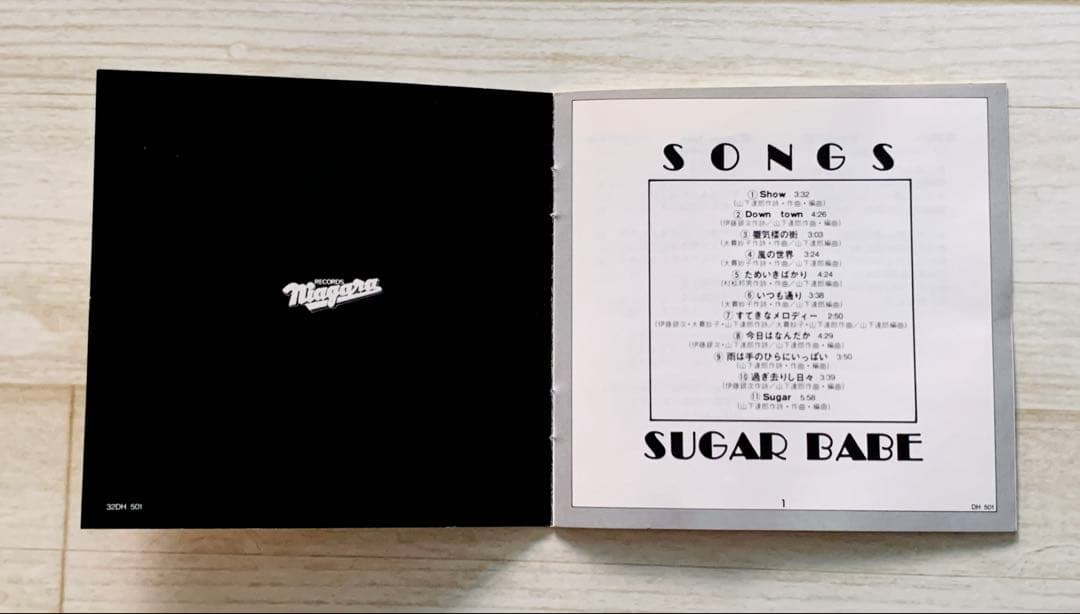 RECORDS
Niagara
32DH 501
SONGS
① Show 3:32
(山下達郎作詩・作曲・編曲)
② Down town 4:26
(伊藤銀次作詩/山下達郎作曲・編曲)
③ 蜃気楼の街 3:03
(大貫妙子作詩・作曲/山下達郎編曲)
④ 風の世界 3:24
(大貫妙子作詩・作曲/山下達郎編曲)
⑤ ためいきばかり 4:24
(村松邦男作詩・作曲/山下達郎編曲)
⑥ いつも通り 3:38
(大貫妙子作詩・作曲/山下達郎編曲)
⑦ すてきなメロディー 2:50
(伊藤銀次・大貫妙子・山下達郎作詩/大貫妙子・山下達郎作曲/山下達郎編曲)
⑧ 今日はなんだか 4:29
(伊藤銀次・山下達郎作詩/山下達郎作曲・編曲)
⑨ 雨は手のひらにいっぱい 3:50
(山下達郎作詩・作曲・編曲)
⑩ 過ぎ去りし日々 3:39
(伊藤銀次作詩/山下達郎作曲・編曲)
⑪ Sugar 5:58
(山下達郎作詩・作曲・編曲)
SUGAR BABE
1
DH 501